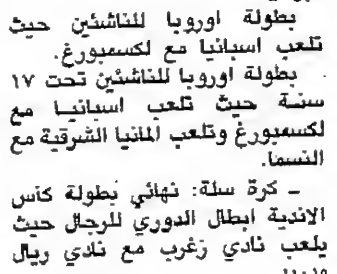 بطولة اوروبا للناشئين حيث
تلعب اسبانيا مع لكسمبورغ.
بطولة اوروبا للناشئين تحت ١٧
سنة حيث تلعب اسبانيا مع
لكسمبورغ وتلعب المانيا الشرقية مع
النسما.
ـ كرة سلة: نهائي بطولة كأس
الاندية ابطال الدوري للرجال حيث
يلعب نادي زغرب مع نادي ريال